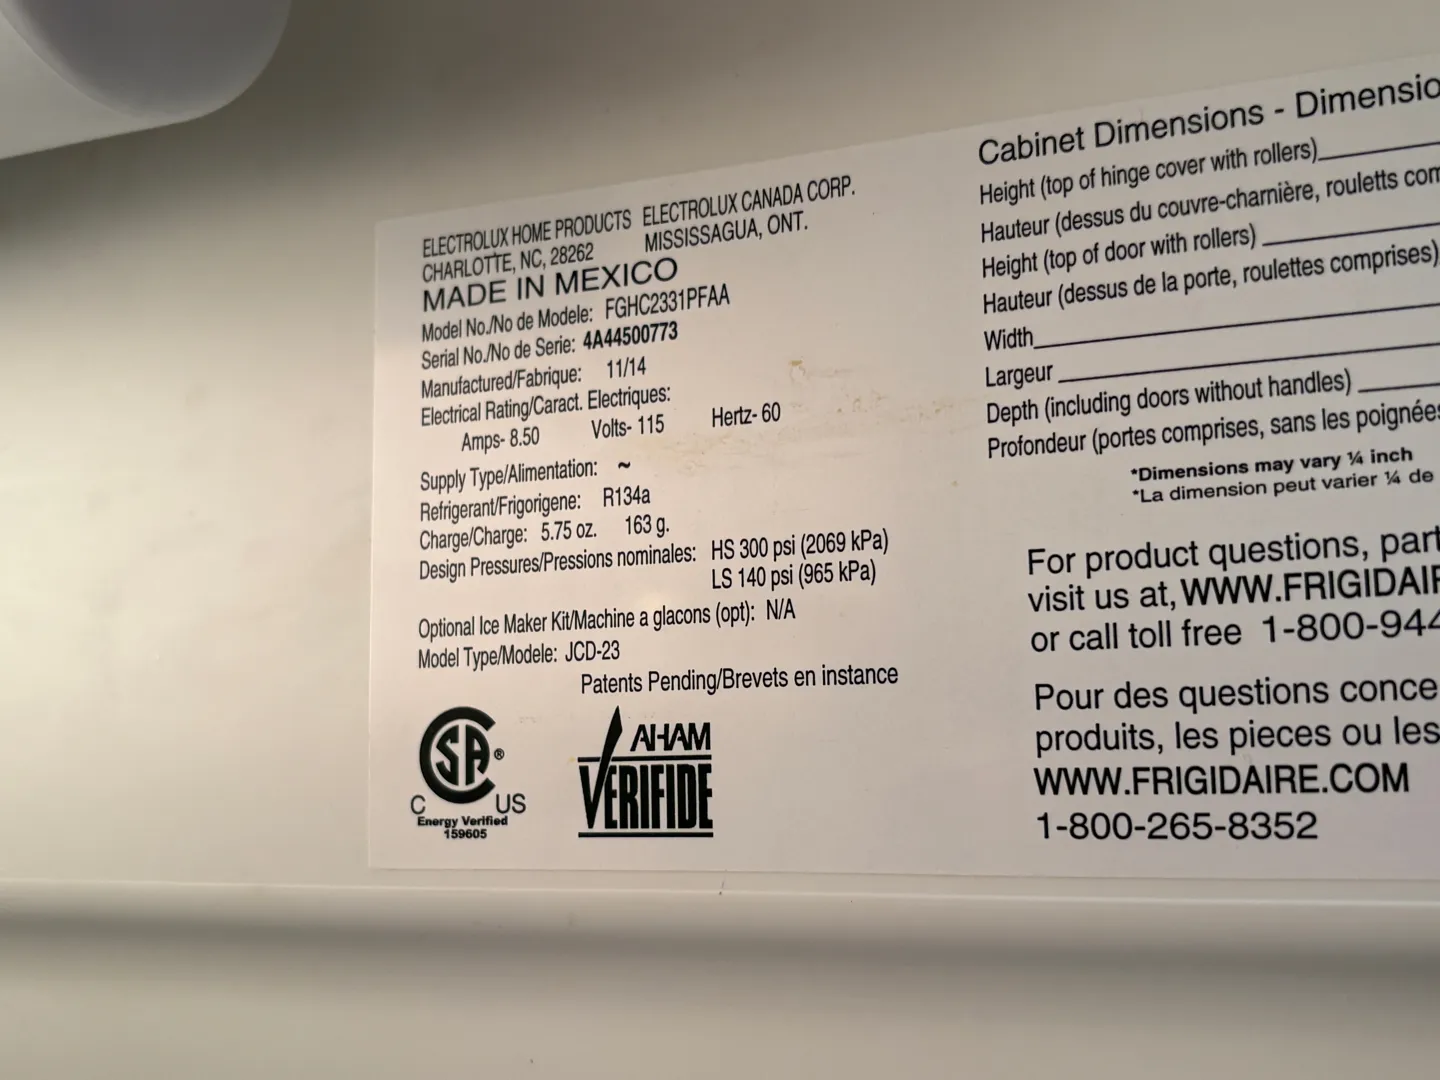 ELECTROLUX HOME PRODUCTS ELECTROLUX CANADA CORP.
CHARLOTTE, NC, 28262 MISSISSAGUA, ONT.
MADE IN MEXICO
Model No./No de Modele: FGHC2331PFAA
Serial No./No de Serie: 4A44500773
Manufactured/Fabrique: 11/14
Electrical Rating/Caract. Electriques:
Amps- 8.50 Volts- 115 Hertz- 60
Supply Type/Alimentation: ~
Refrigerant/Frigorigene: R134a
Charge/Charge: 5.75 oz. 163 g.
Design Pressures/Pressions nominales: HS 300 psi (2069 kPa)
LS 140 psi (965 kPa)
Optional Ice Maker Kit/Machine a glacons (opt): N/A
Model Type/Modele: JCD-23
Patents Pending/Brevets en instance
CSA®
C US
Energy Verified
159605
AHAM
VERIFIDE
Cabinet Dimensions - Dimensio
Height (top of hinge cover with rollers)
Hauteur (dessus du couvre-charnière, rouletts com
Height (top of door with rollers)
Hauteur (dessus de la porte, roulettes comprises)
Width
Largeur
Depth (including doors without handles)
Profondeur (portes comprises, sans les poignées
*Dimensions may vary ¼ inch
*La dimension peut varier ¼ de
For product questions, part
visit us at, WWW.FRIGIDAIR
or call toll free 1-800-944
Pour des questions conce
produits, les pieces ou les
WWW.FRIGIDAIRE.COM
1-800-265-8352